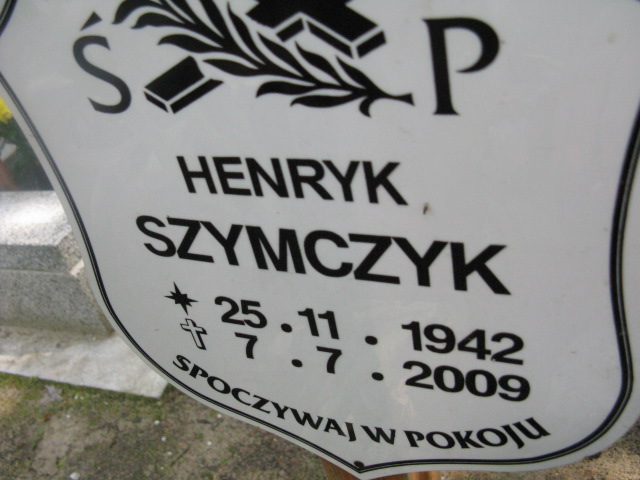 Ś P
HENRYK
SZYMCZYK
25.11.1942
7.7.2009
SPOCZYWAJ W POKOJU